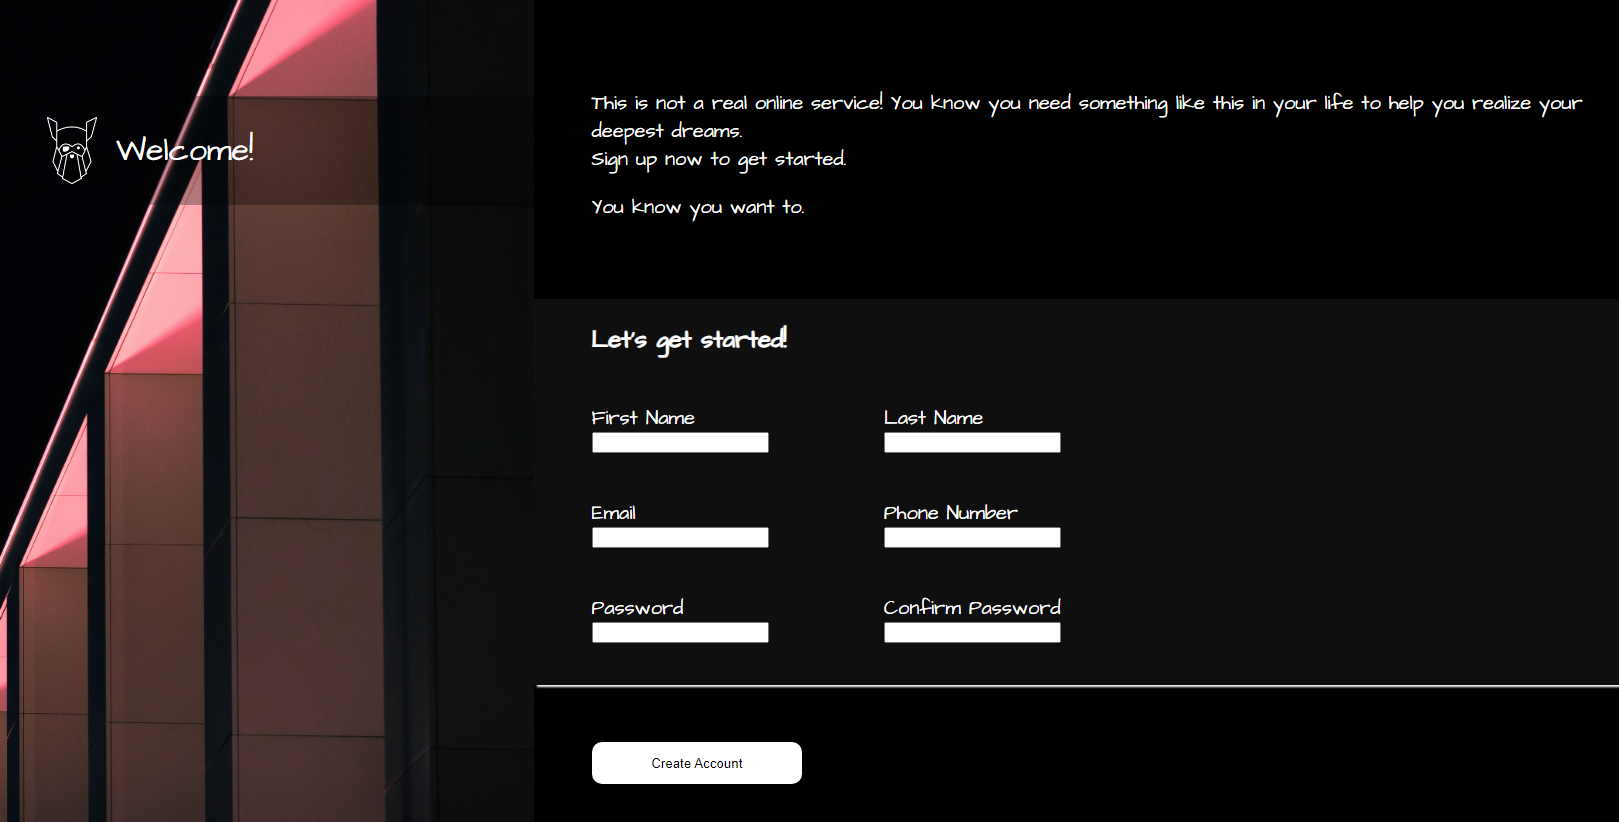 Welcome!
This is not a real online service! You know you need something like this in your life to help you realize your
deepest dreams.
Sign up now to get started.
You know you want to.
Let's get started!
First Name
Last Name
Email
Phone Number
Password
Confirm Password
Create Account